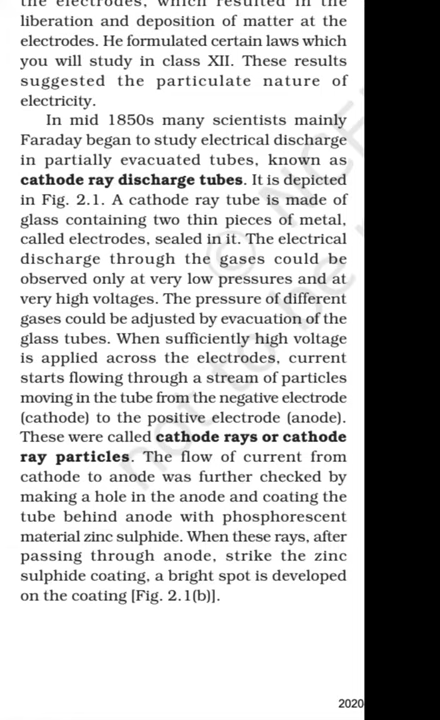 the electrodes, which resulted in the
liberation and deposition of matter at the
electrodes. He formulated certain laws which
you will study in class XII. These results
suggested the particulate nature of
electricity.
In mid 1850s many scientists mainly
Faraday began to study electrical discharge
in partially evacuated tubes, known as
cathode ray discharge tubes. It is depicted
in Fig. 2.1. A cathode ray tube is made of
glass containing two thin pieces of metal,
called electrodes, sealed in it. The electrical
discharge through the gases could be
observed only at very low pressures and at
very high voltages. The pressure of different
gases could be adjusted by evacuation of the
glass tubes. When sufficiently high voltage
is applied across the electrodes, current
starts flowing through a stream of particles
moving in the tube from the negative electrode
(cathode) to the positive electrode (anode).
These were called cathode rays or cathode
ray particles. The flow of current from
cathode to anode was further checked by
making a hole in the anode and coating the
tube behind anode with phosphorescent
material zinc sulphide. When these rays, after
passing through anode, strike the zinc
sulphide coating, a bright spot is developed
on the coating [Fig. 2.1(b)].
2020
© NCE
not to be